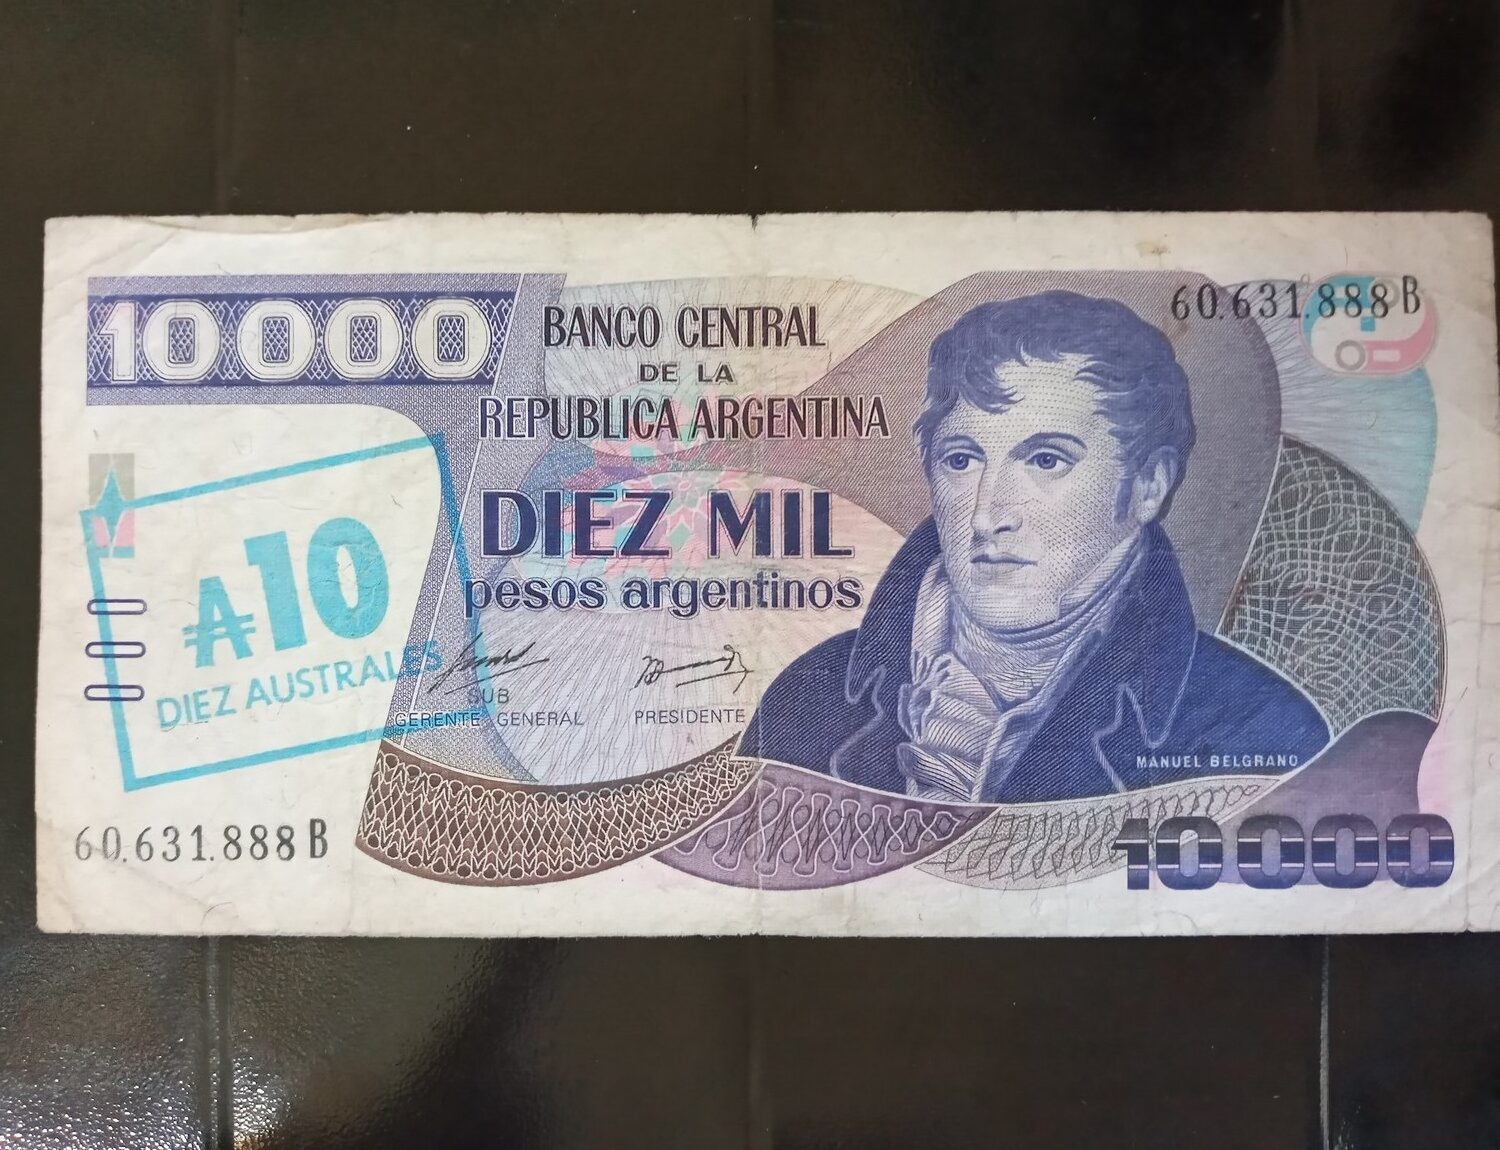 10000
BANCO CENTRAL
DE LA
REPUBLICA ARGENTINA
60.631.888 B
DIEZ MIL
pesos argentinos
₳10
DIEZ AUSTRALES
SUB
GERENTE GENERAL
PRESIDENTE
MANUEL BELGRANO
60.631.888 B
10000